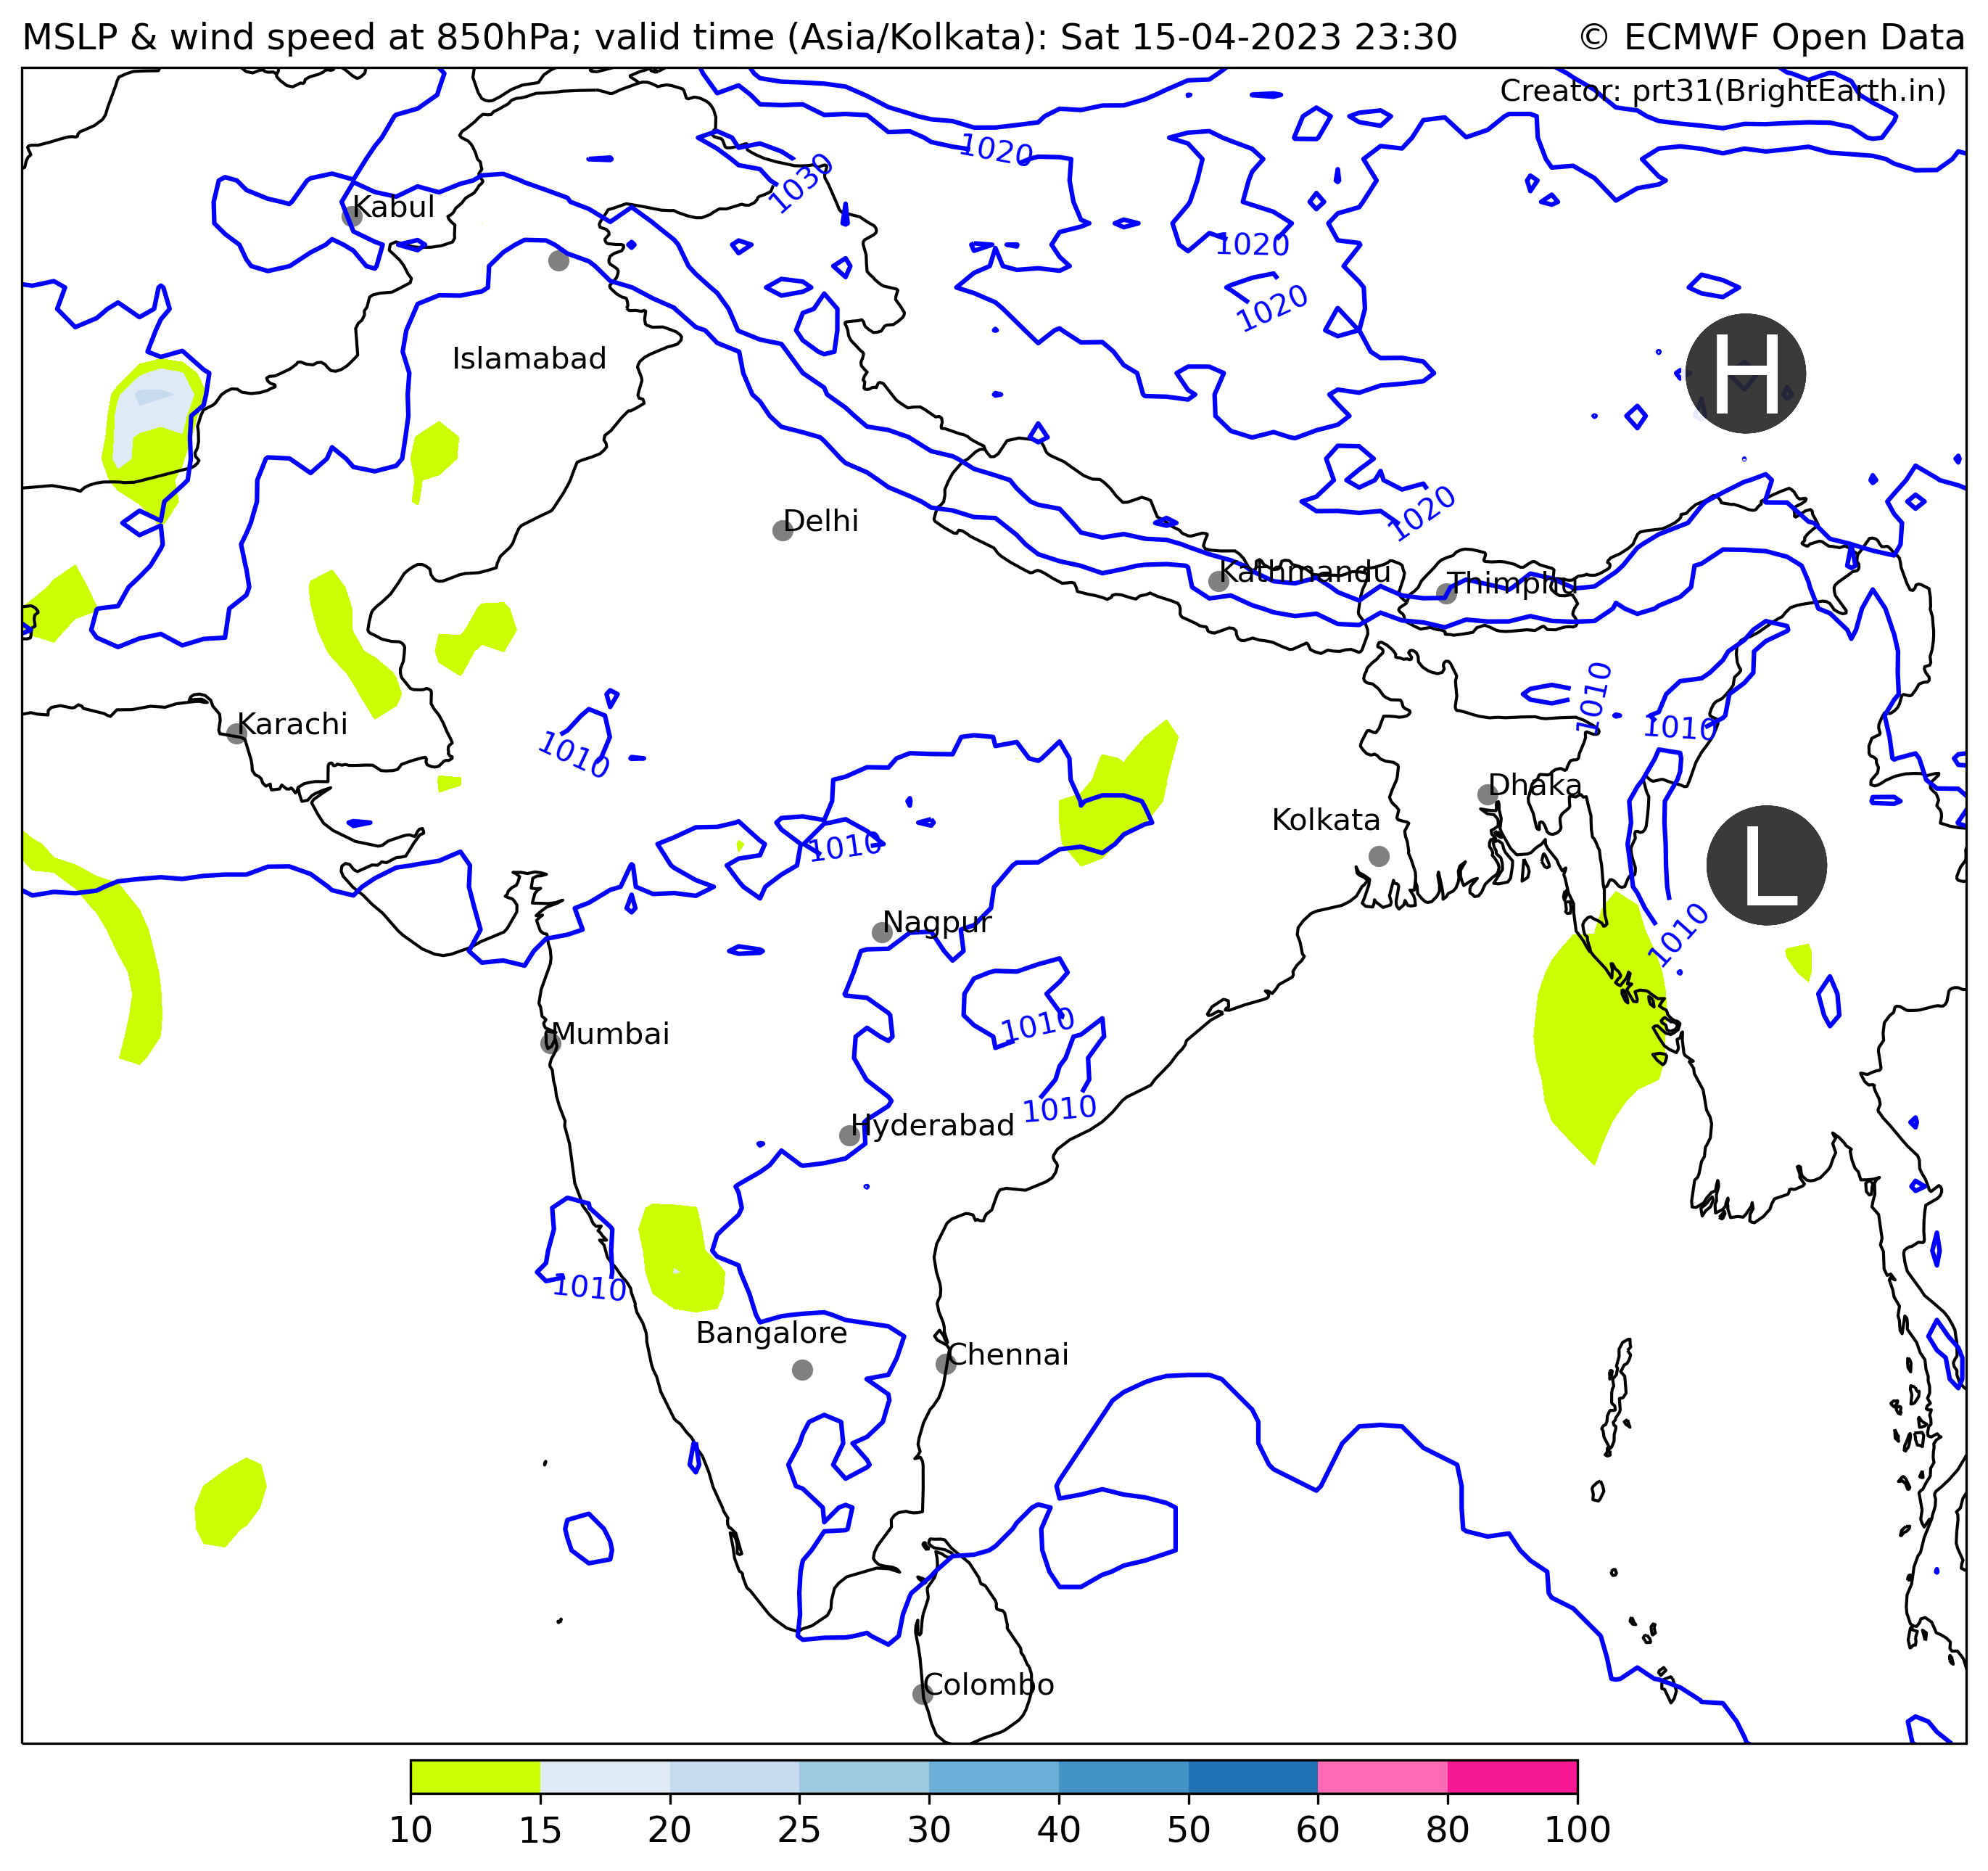 MSLP & wind speed at 850hPa; valid time (Asia/Kolkata): Sat 15-04-2023 23:30
© ECMWF Open Data
Creator: prt31(BrightEarth.in)
1020
1030
Kabul
1020
1020
Islamabad
H
1020
Delhi
Kathmandu
Thimphu
1010
Karachi
1010
1010
Dhaka
Kolkata
1010
L
Nagpur
1010
1010
Mumbai
1010
Hyderabad
1010
Bangalore
Chennai
Colombo
10 15 20 25 30 40 50 60 80 100